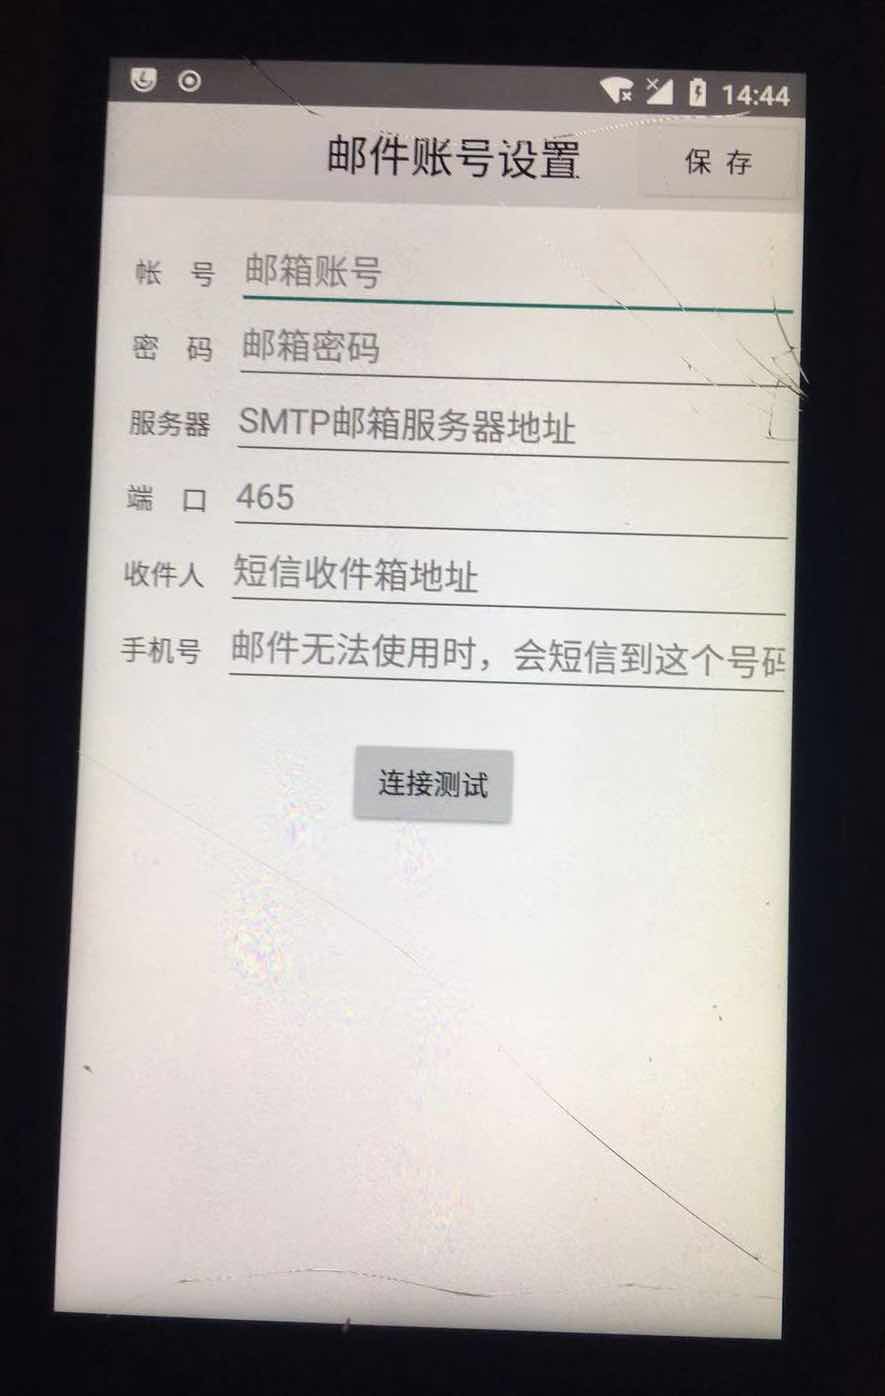 14:44
邮件账号设置 保存
帐号 邮箱账号
密码 邮箱密码
服务器 SMTP邮箱服务器地址
端口 465
收件人 短信收件箱地址
手机号 邮件无法使用时，会短信到这个号码
连接测试